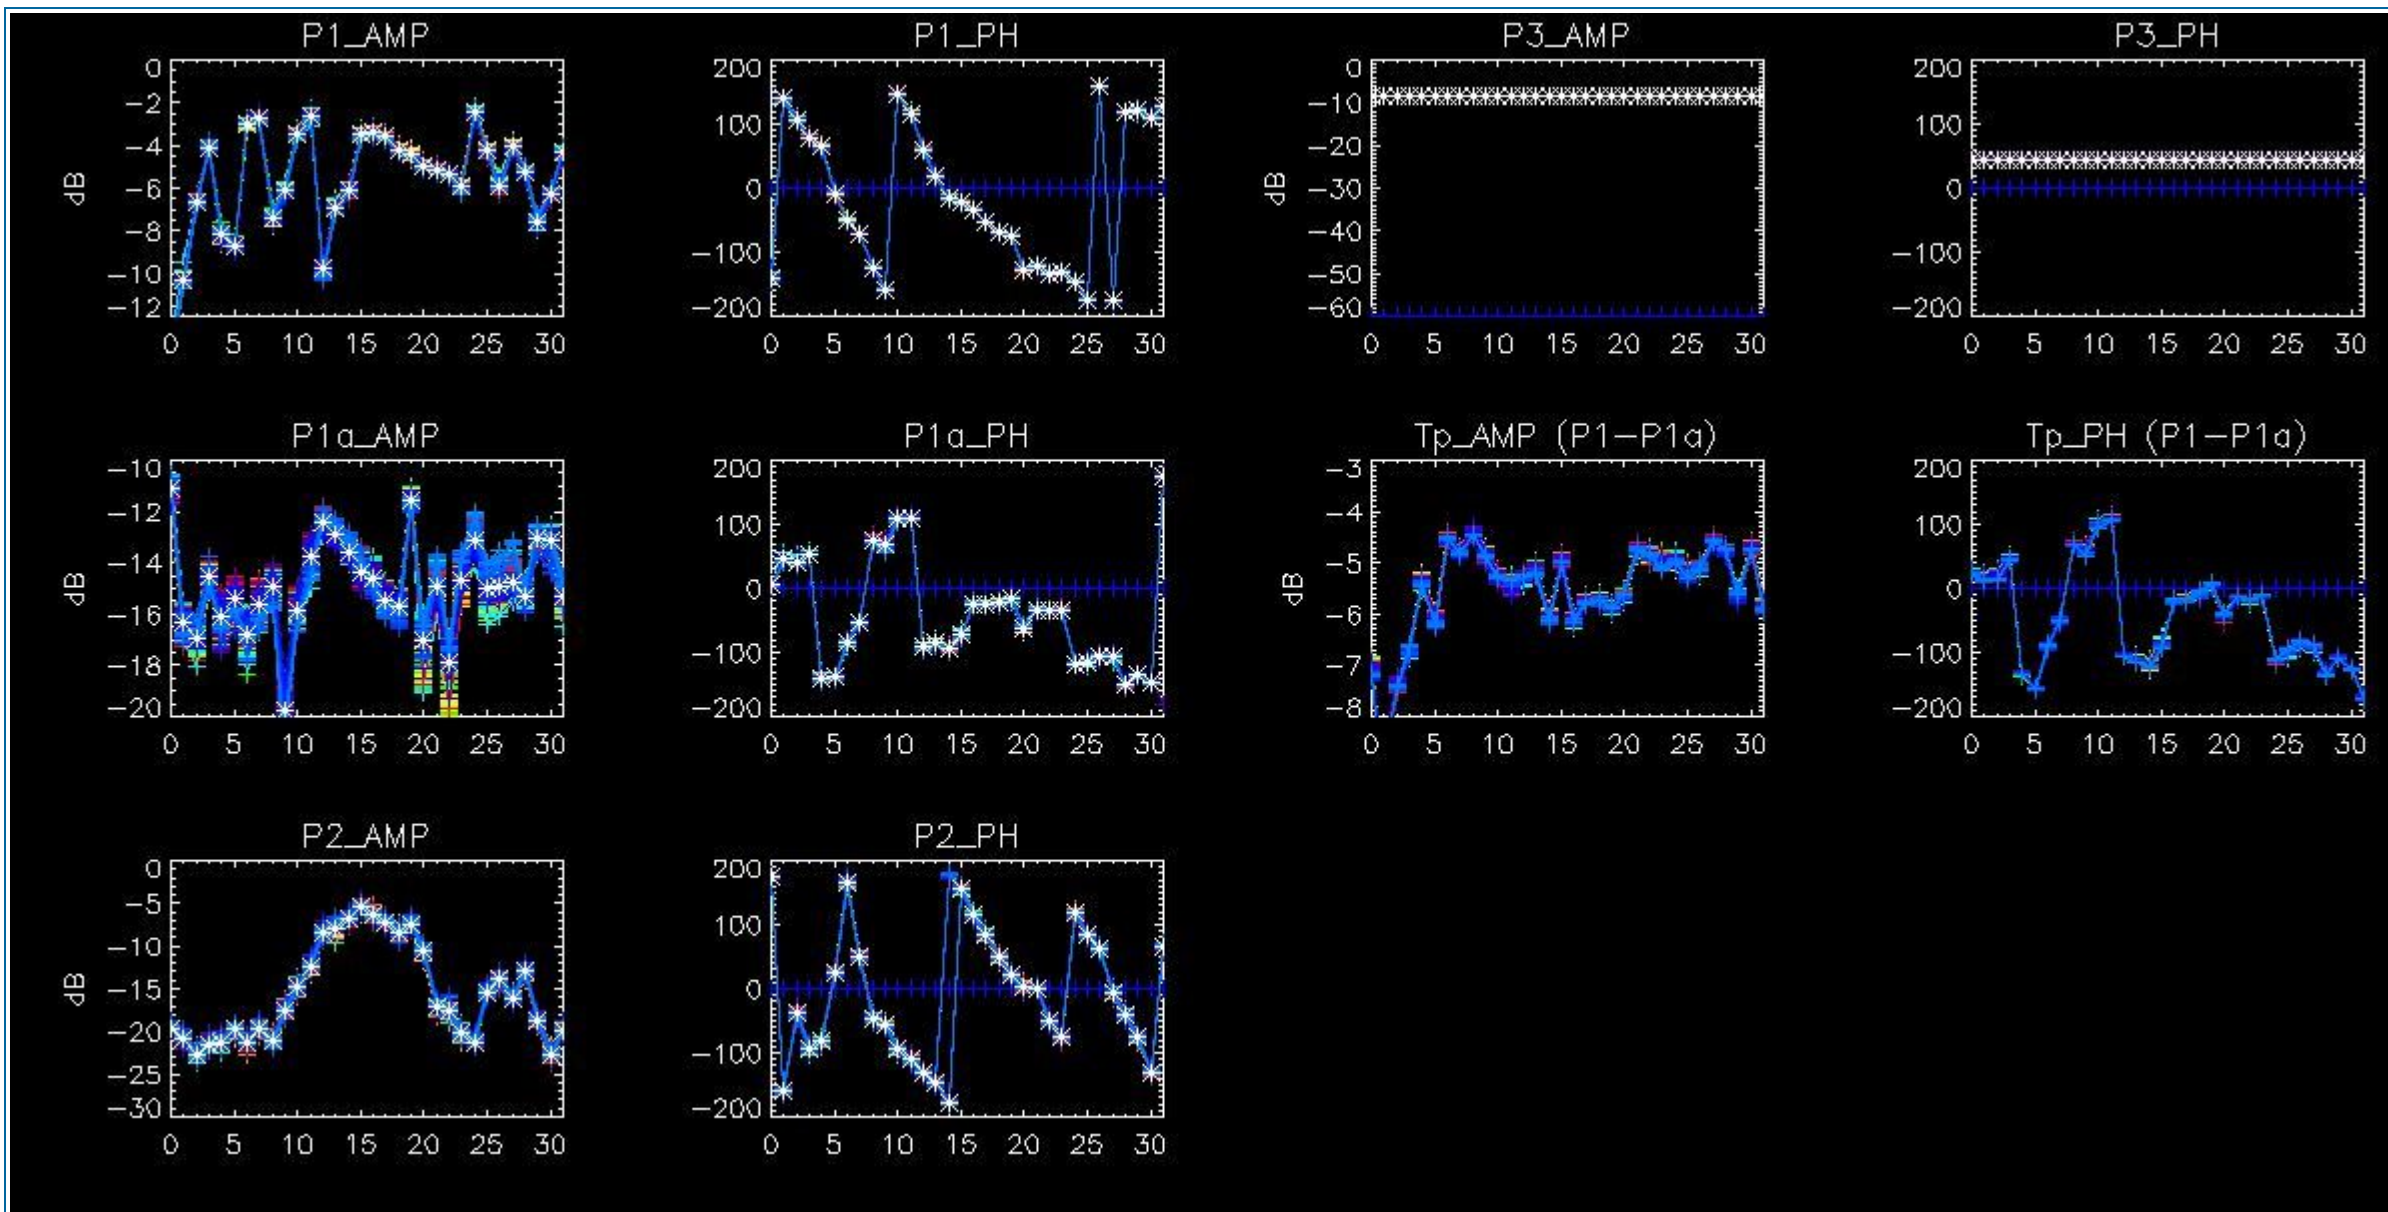 P1_AMP P1_PH P3_AMP P3_PH
0 200 0 200
−2 100 −10 100
−4 −20
dB −6 0 dB −30 0
−8 −40
−10 −100 −50 −100
−12 −200 −60 −200
0 5 10 15 20 25 30 0 5 10 15 20 25 30 0 5 10 15 20 25 30 0 5 10 15 20 25 30
P1a_AMP P1a_PH Tp_AMP (P1−P1a) Tp_PH (P1−P1a)
−10 200 −3 200
−12 100 −4 100
dB −14 0 dB −5 0
−16 −6
−18 −100 −7 −100
−20 −200 −8 −200
0 5 10 15 20 25 30 0 5 10 15 20 25 30 0 5 10 15 20 25 30 0 5 10 15 20 25 30
P2_AMP P2_PH
0 200
−5 100
−10
dB −15 0
−20
−25 −100
−30 −200
0 5 10 15 20 25 30 0 5 10 15 20 25 30